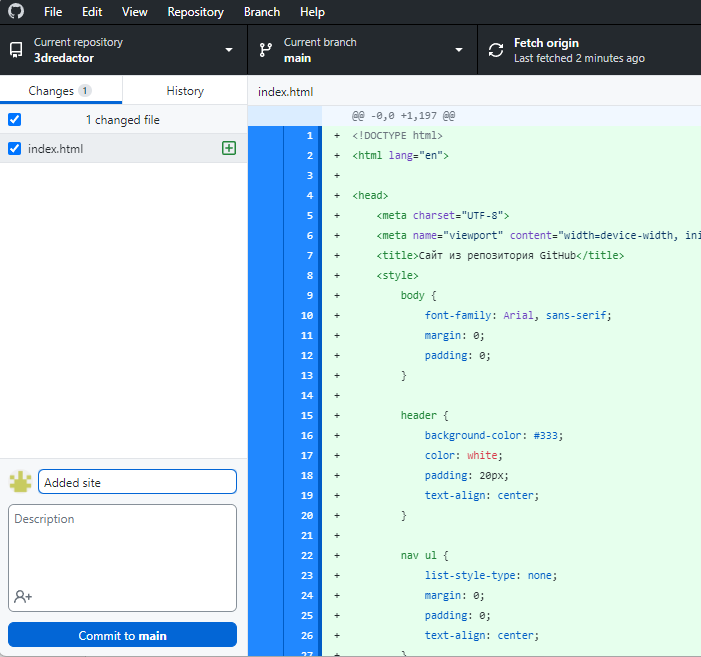 File Edit View Repository Branch Help
Current repository
3dredactor
Current branch
main
Fetch origin
Last fetched 2 minutes ago
Changes 1
History
1 changed file
index.html
Added site
Description
Commit to main
index.html
@@ -0,0 +1,197 @@
1 + <!DOCTYPE html>
2 + <html lang="en">
3 +
4 + <head>
5 + <meta charset="UTF-8">
6 + <meta name="viewport" content="width=device-width, ini
7 + <title>Сайт из репозитория GitHub</title>
8 + <style>
9 + body {
10 + font-family: Arial, sans-serif;
11 + margin: 0;
12 + padding: 0;
13 + }
14 +
15 + header {
16 + background-color: #333;
17 + color: white;
18 + padding: 20px;
19 + text-align: center;
20 + }
21 +
22 + nav ul {
23 + list-style-type: none;
24 + margin: 0;
25 + padding: 0;
26 + text-align: center;
27 + }